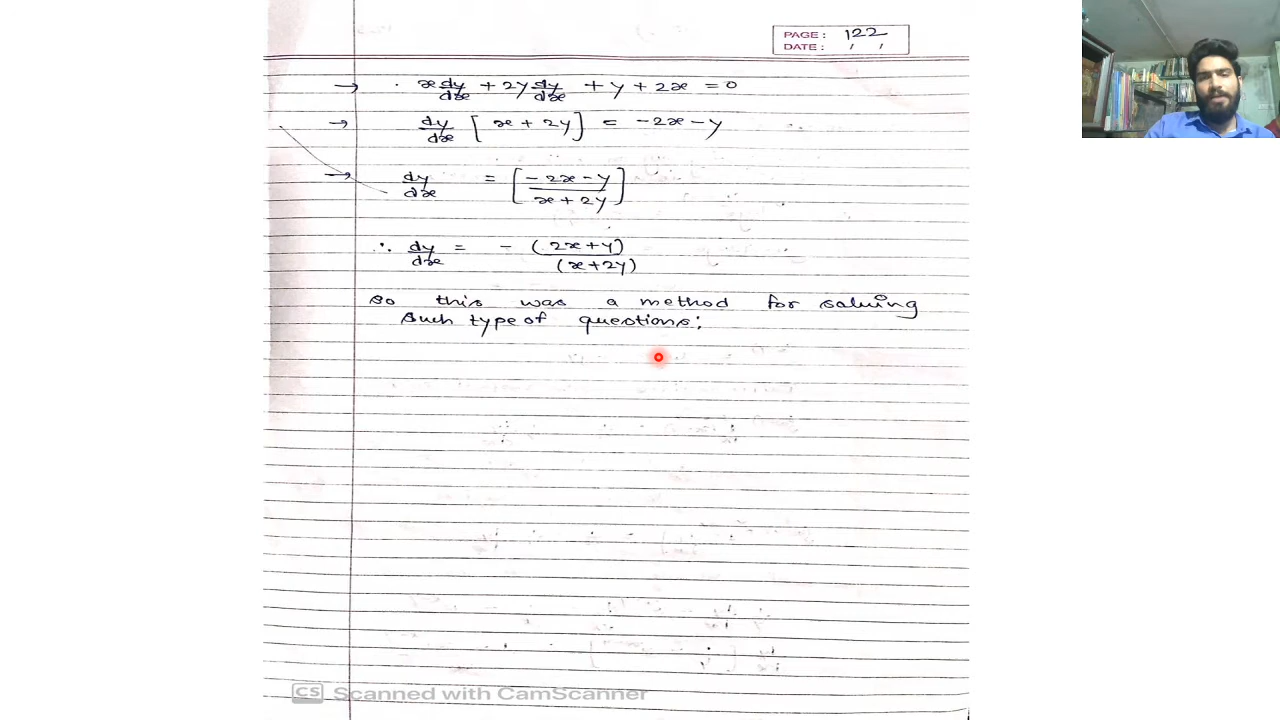 PAGE: 122
DATE: / /
→ x dy/dx + 2y dy/dx + y + 2x = 0
→ dy/dx [ x + 2y ] = -2x - y
→ dy/dx = [ -2x - y / x + 2y ]
∴ dy/dx = - (2x+y) / (x+2y)
so this was a method for solving
such type of questions;
CS Scanned with CamScanner